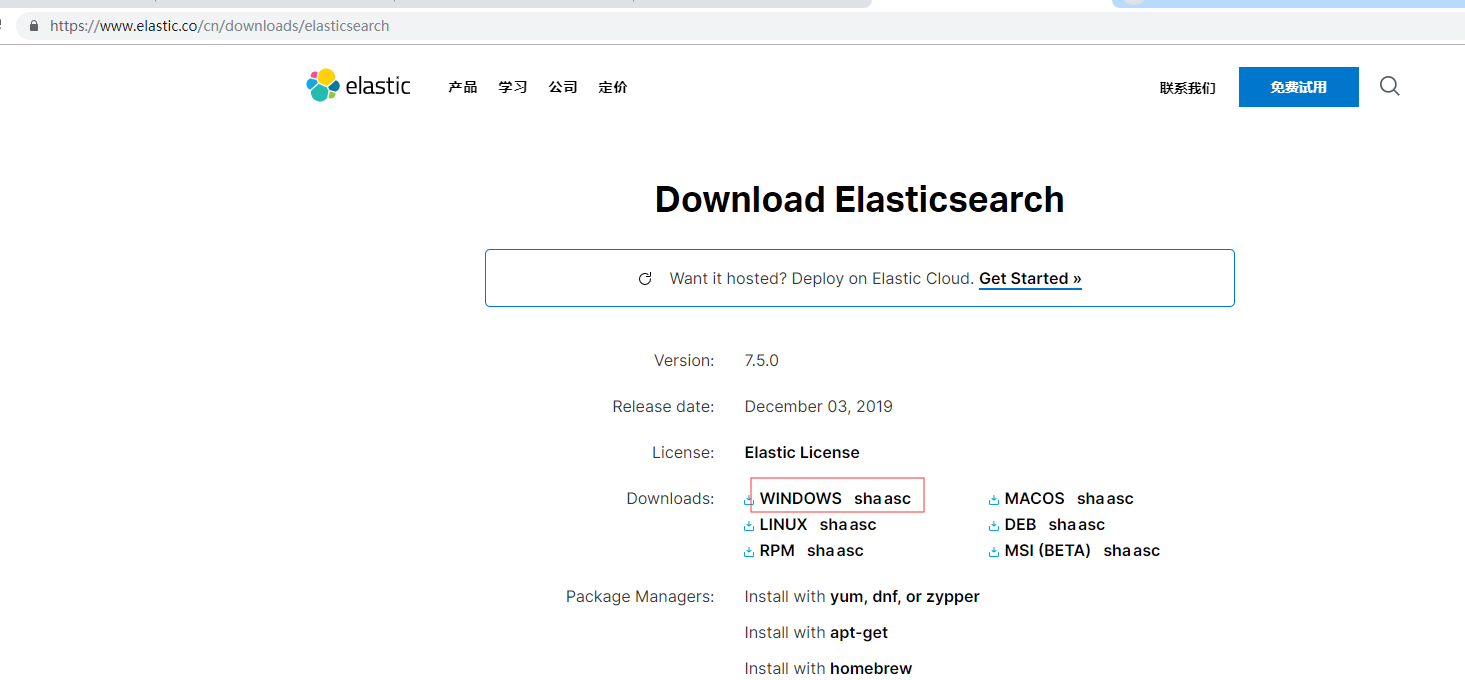 https://www.elastic.co/cn/downloads/elasticsearch
elastic 产品 学习 公司 定价 联系我们 免费试用
Download Elasticsearch
Want it hosted? Deploy on Elastic Cloud. Get Started »
Version: 7.5.0
Release date: December 03, 2019
License: Elastic License
Downloads: WINDOWS sha asc MACOS sha asc
LINUX sha asc DEB sha asc
RPM sha asc MSI (BETA) sha asc
Package Managers: Install with yum, dnf, or zypper
Install with apt-get
Install with homebrew